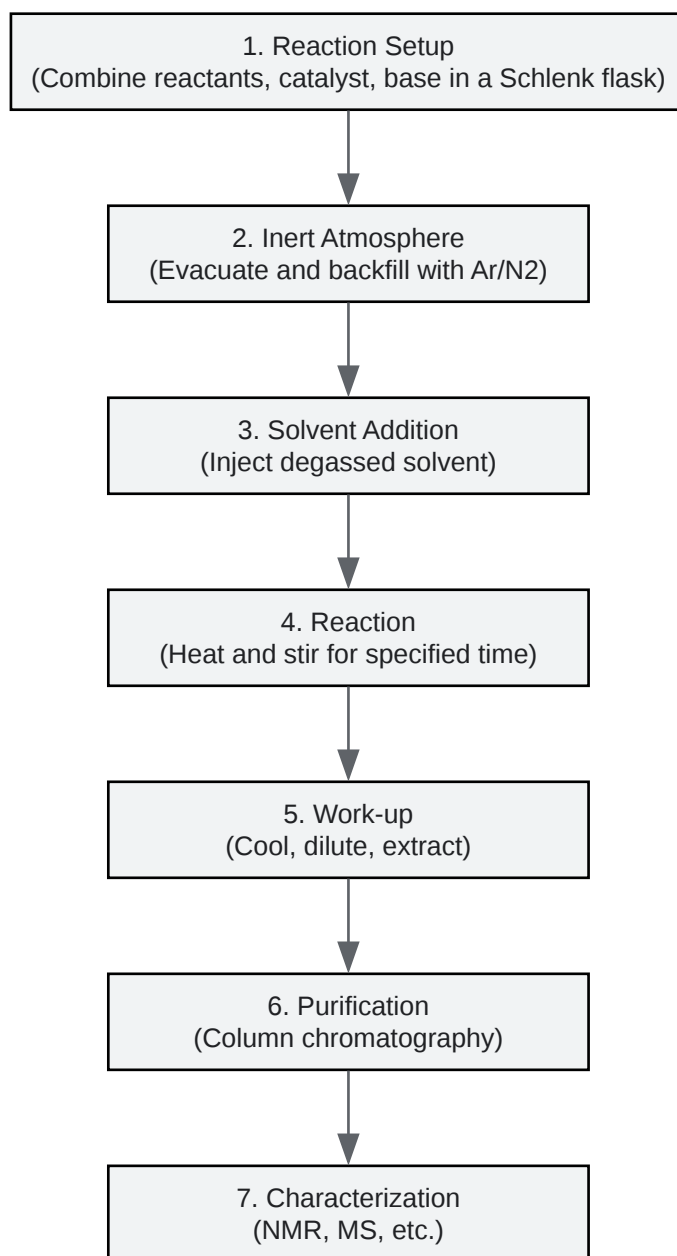 1. Reaction Setup
(Combine reactants, catalyst, base in a Schlenk flask)
2. Inert Atmosphere
(Evacuate and backfill with Ar/N2)
3. Solvent Addition
(Inject degassed solvent)
4. Reaction
(Heat and stir for specified time)
5. Work-up
(Cool, dilute, extract)
6. Purification
(Column chromatography)
7. Characterization
(NMR, MS, etc.)